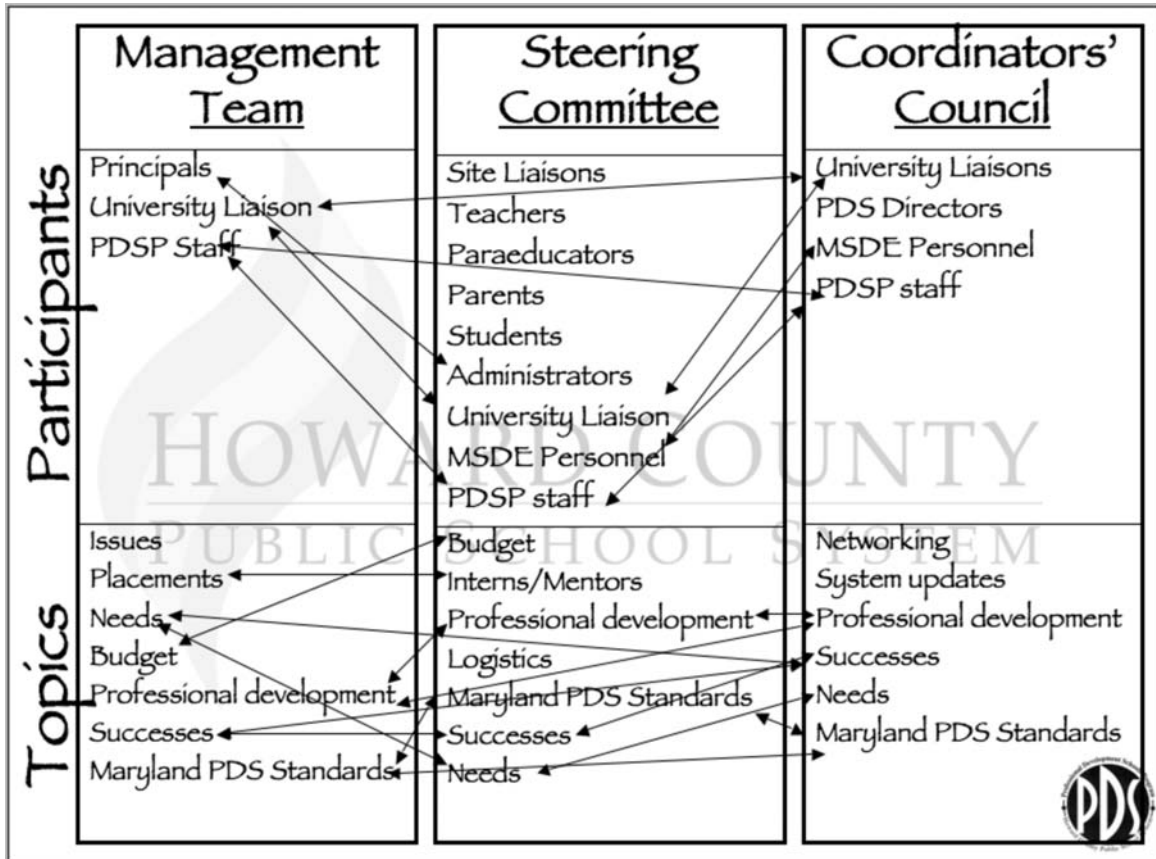 Management
Team
Steering
Committee
Coordinators'
Council
Participants
Principals
University Liaison
PDSP Staff
Site Liaisons
Teachers
Paraeducators
Parents
Students
Administrators
University Liaison
MSDE Personnel
PDSP staff
University Liaisons
PDS Directors
MSDE Personnel
PDSP staff
HOWARD COUNTY
PUBLIC SCHOOL SYSTEM
Topics
Issues
Placements
Needs
Budget
Professional development
Successes
Maryland PDS Standards
Budget
Interns/Mentors
Professional development
Logistics
Maryland PDS Standards
Successes
Needs
Networking
System updates
Professional development
Successes
Needs
Maryland PDS Standards
PDS